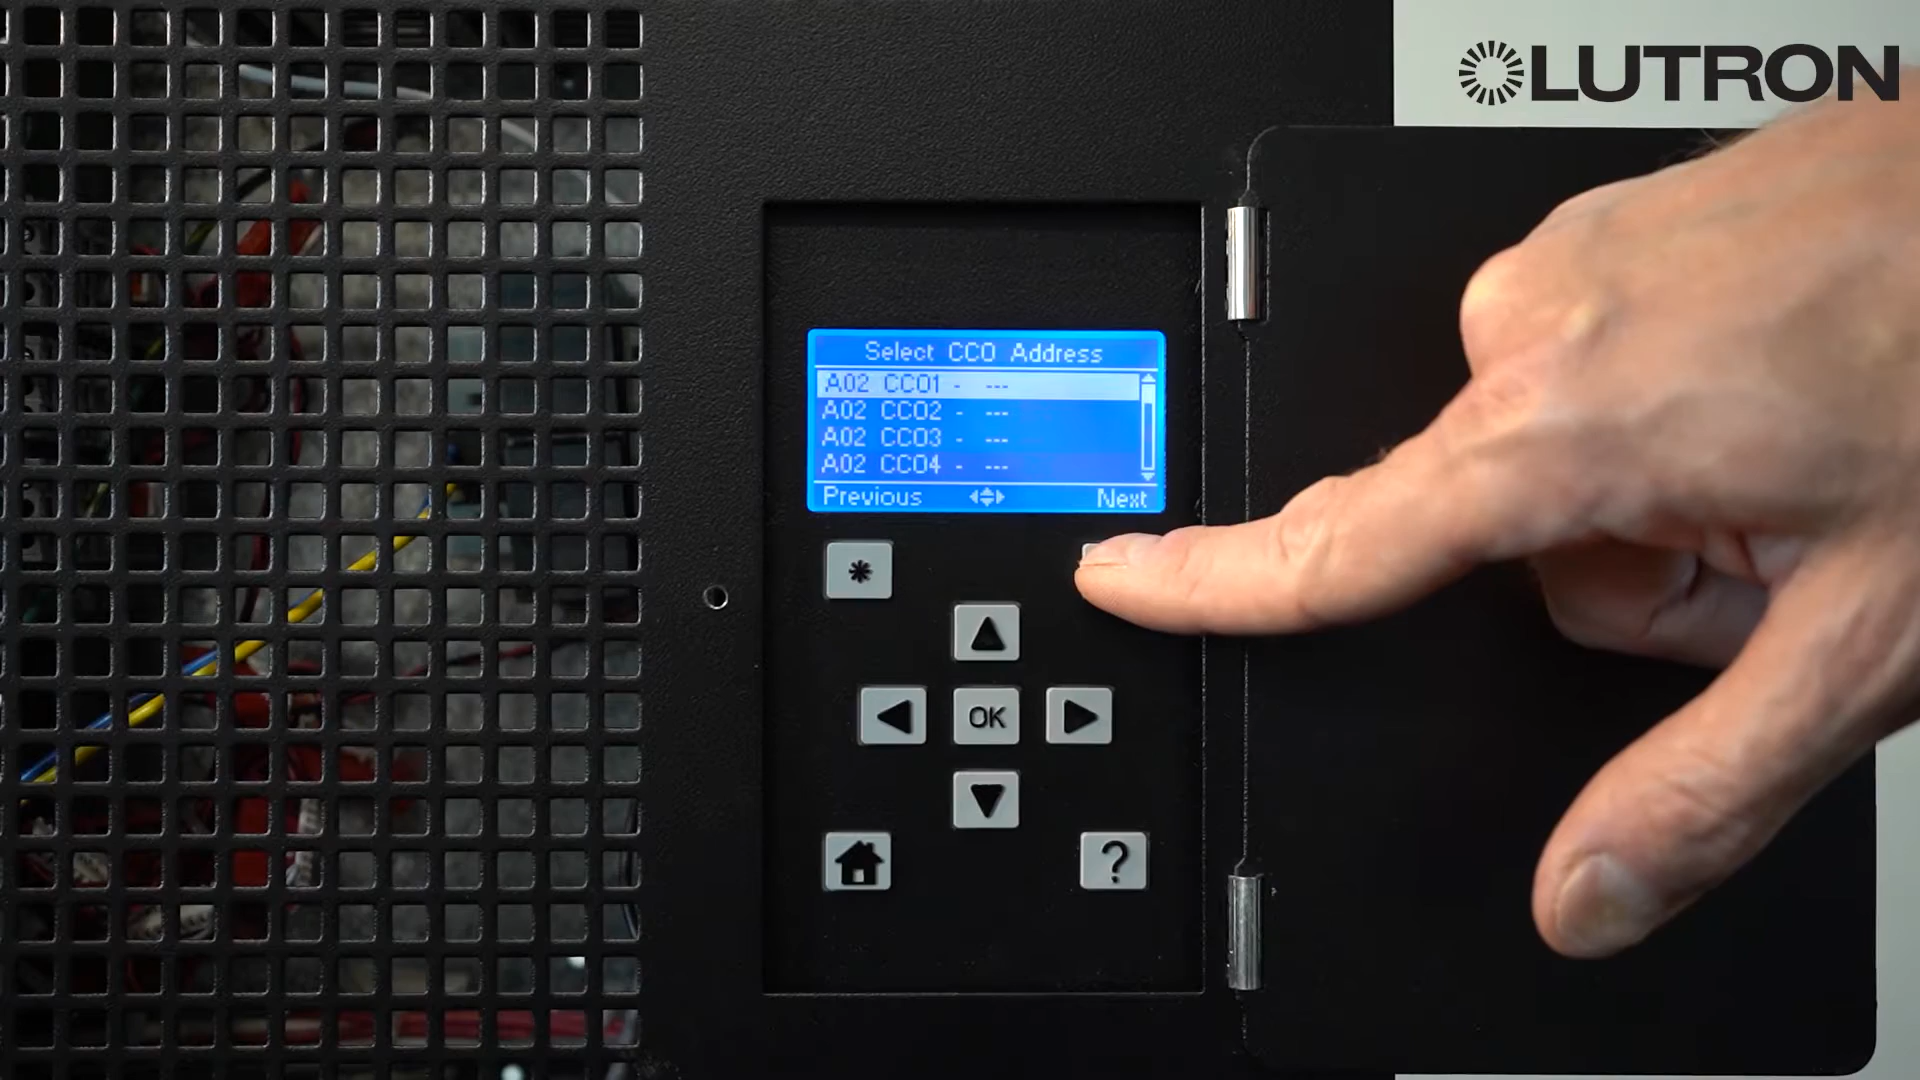 LUTRON
Select CCO Address
A02 CCO1 - ---
A02 CCO2 - ---
A02 CCO3 - ---
A02 CCO4 - ---
Previous Next
*
OK
?